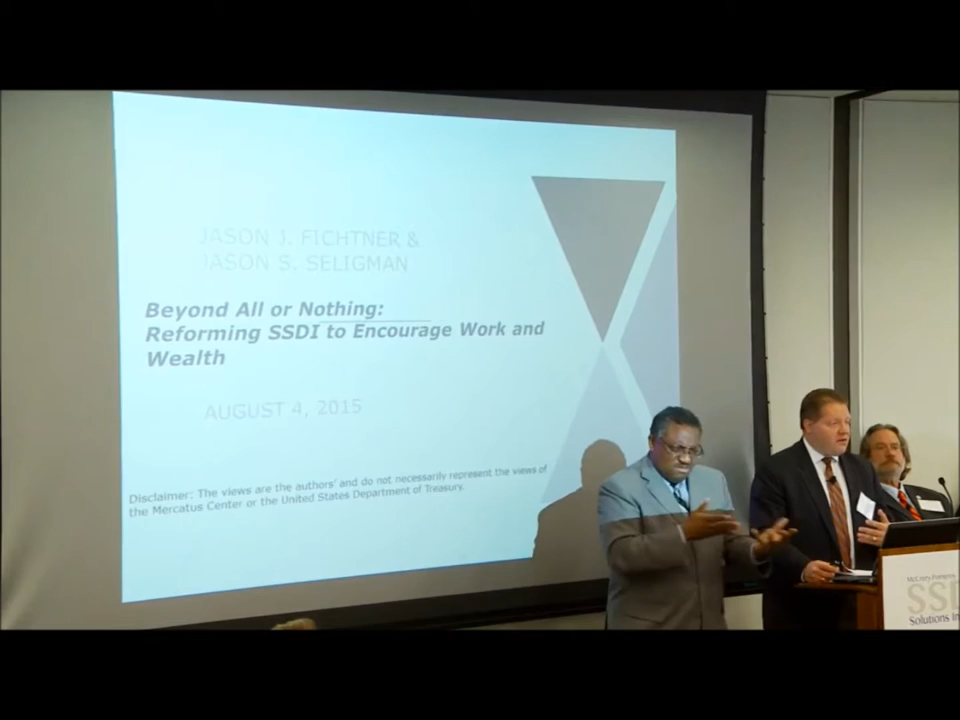 JASON J. FICHTNER &
JASON S. SELIGMAN
Beyond All or Nothing:
Reforming SSDI to Encourage Work and
Wealth
AUGUST 4, 2015
Disclaimer: The views are the authors' and do not necessarily represent the views of
the Mercatus Center or the United States Department of Treasury.
SSD
Solutions in